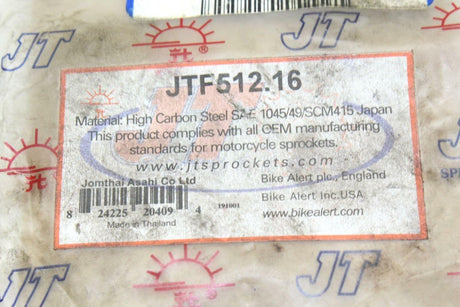 JT
JT
JTF512.16
Material: High Carbon Steel SAE 1045/49/SCM415 Japan
This product complies with all OEM manufacturing
standards for motorcycle sprockets.
www.jtsprockets.com
Jomthai Asahi Co Ltd
Bike Alert plc., England
8 24225 20409 4
191001
Bike Alert Inc.USA.
Made in Thailand
www.bikealert.com
JT
JT
JT
SP